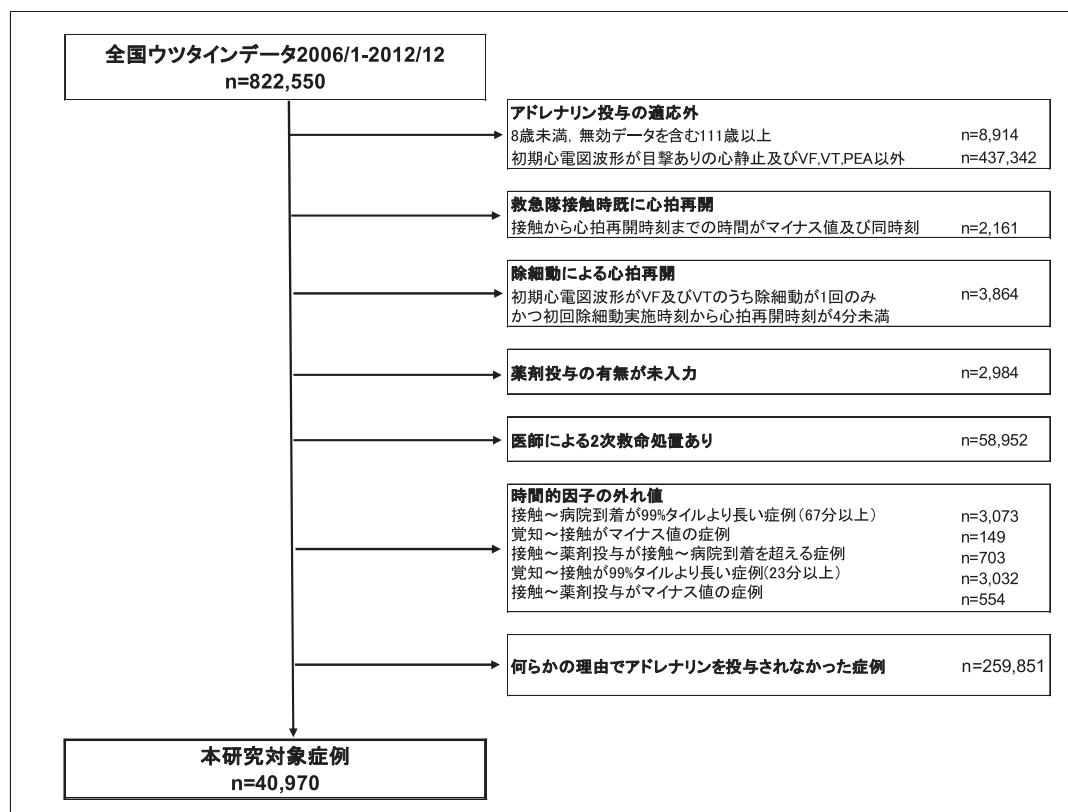 全国ウツタインデータ2006/1-2012/12
n=822,550
アドレナリン投与の適応外
8歳未満, 無効データを含む111歳以上 n=8,914
初期心電図波形が目撃ありの心静止及びVF,VT,PEA以外 n=437,342
救急隊接触時既に心拍再開
接触から心拍再開時刻までの時間がマイナス値及び同時刻 n=2,161
除細動による心拍再開
初期心電図波形がVF及びVTのうち除細動が1回のみ n=3,864
かつ初回除細動実施時刻から心拍再開時刻が4分未満
薬剤投与の有無が未入力 n=2,984
医師による2次救命処置あり n=58,952
時間的因子の外れ値
接触～病院到着が99%タイルより長い症例(67分以上) n=3,073
覚知～接触がマイナス値の症例 n=149
接触～薬剤投与が接触～病院到着を超える症例 n=703
覚知～接触が99%タイルより長い症例(23分以上) n=3,032
接触～薬剤投与がマイナス値の症例 n=554
何らかの理由でアドレナリンを投与されなかった症例 n=259,851
本研究対象症例
n=40,970